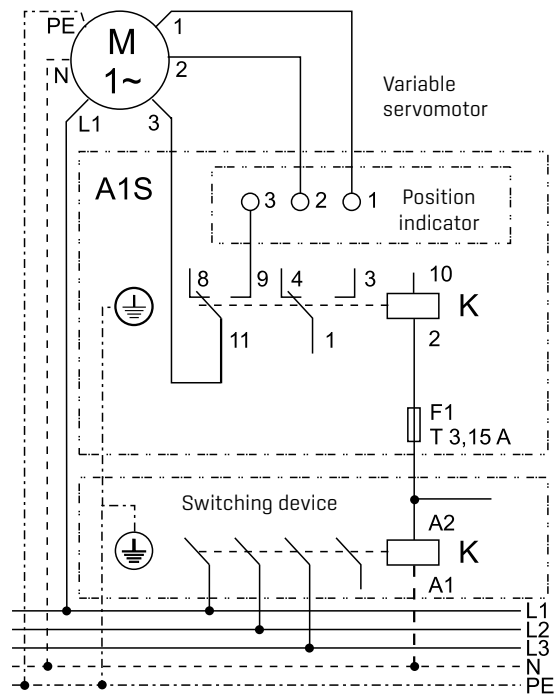 PE
1
M
1~
N
2
L1
3
Variable
servomotor
A1S
3
2
1
Position
indicator
8
9
4
3
10
K
11
1
2
F1
T 3,15 A
Switching device
A2
K
A1
L1
L2
L3
N
PE